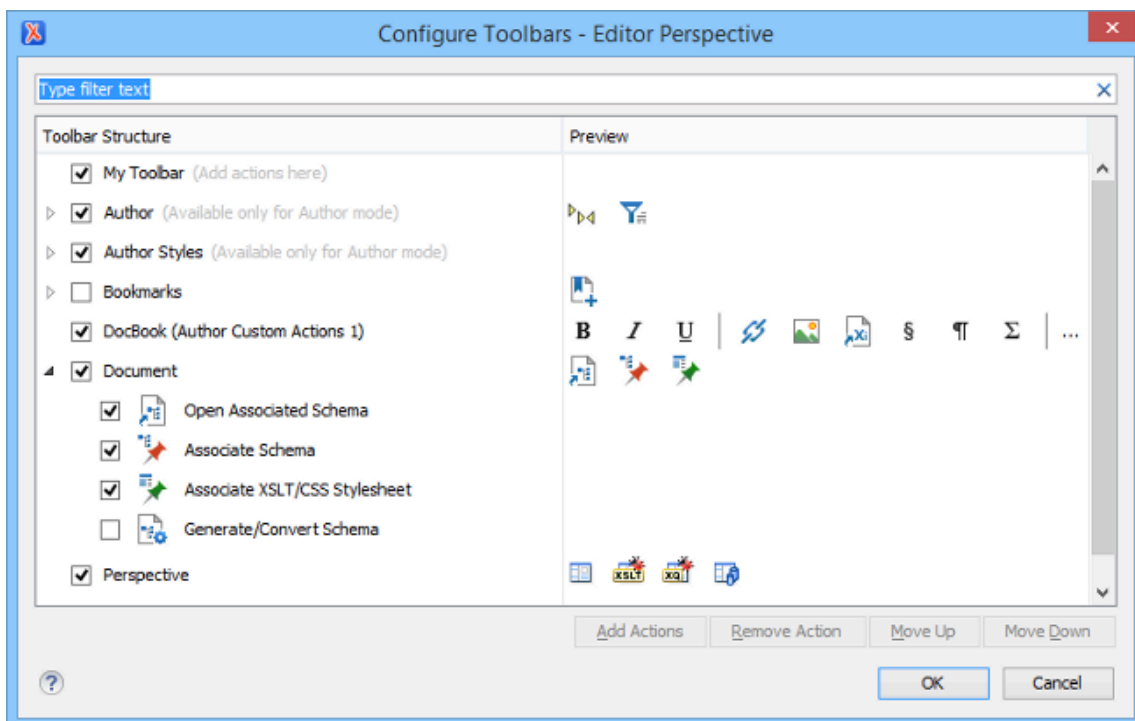 Configure Toolbars - Editor Perspective
Type filter text
Toolbar Structure Preview
My Toolbar (Add actions here)
Author (Available only for Author mode)
Author Styles (Available only for Author mode)
Bookmarks
DocBook (Author Custom Actions 1) B I U § ¶ Σ ...
Document
Open Associated Schema
Associate Schema
Associate XSLT/CSS Stylesheet
Generate/Convert Schema
Perspective XSLT XQ
Add Actions Remove Action Move Up Move Down
? OK Cancel